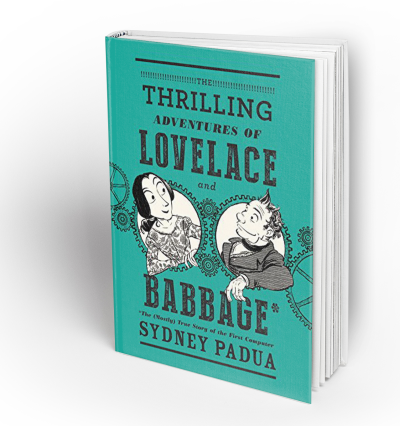 !!!!!!!!!!!!!!!!!!!!!!THE!!!!!!!!!!!!!!!!!!!!!!
THRILLING
ADVENTURES OF
LOVELACE
and
BABBAGE*
*The (Mostly) True Story of the First Computer
SYDNEY PADUA